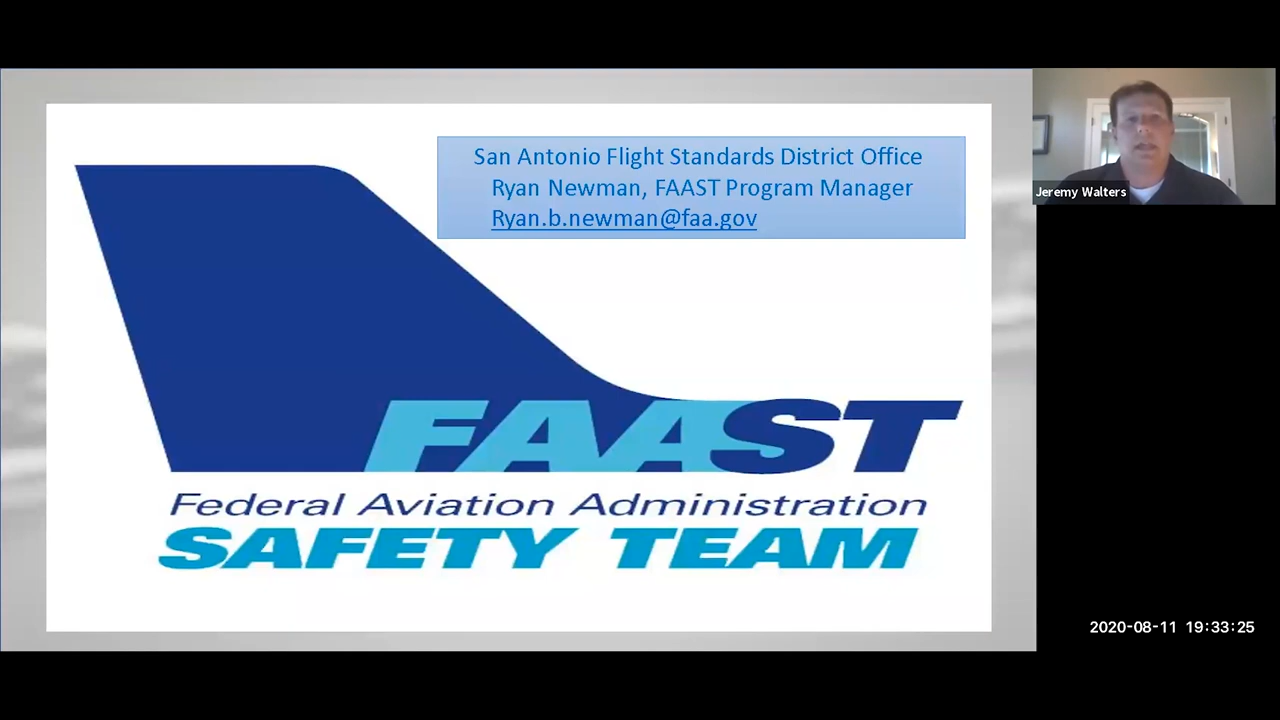 San Antonio Flight Standards District Office
Ryan Newman, FAAST Program Manager
Ryan.b.newman@faa.gov
Jeremy Walters
FAAST
Federal Aviation Administration
SAFETY TEAM
2020-08-11 19:33:25